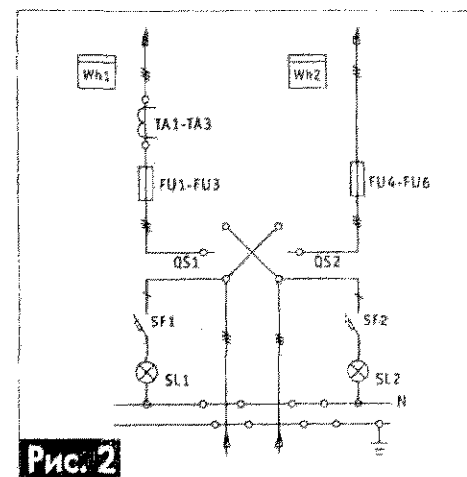 Wh1
Wh2
TA1-TA3
FU1-FU3
FU4-FU6
QS1
QS2
SF1
SF2
SL1
SL2
N
Рис. 2